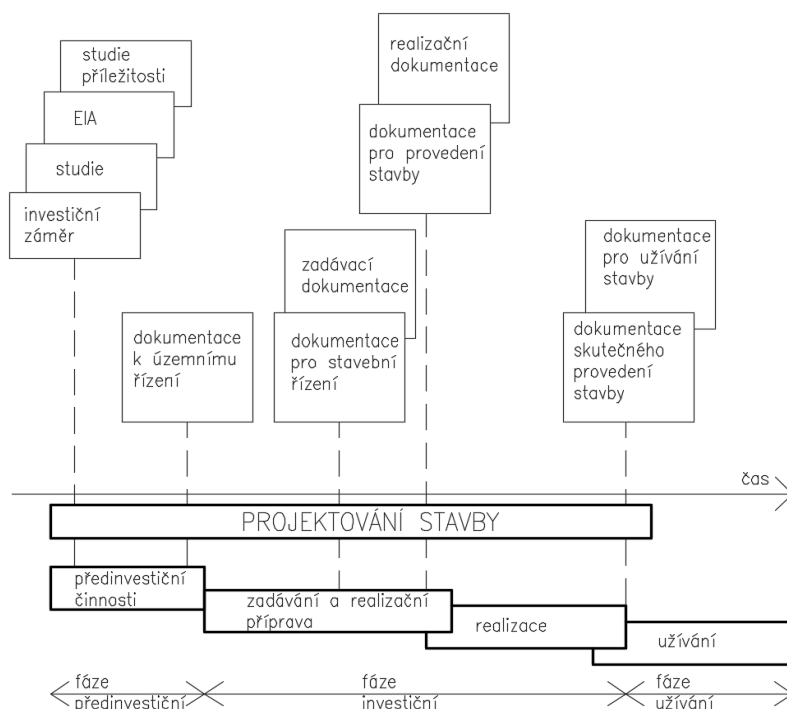 studie
příležitosti
EIA
studie
investiční
záměr
realizační
dokumentace
dokumentace
pro provedení
stavby
zadávací
dokumentace
dokumentace
pro užívání
stavby
dokumentace
k územnímu
řízení
dokumentace
pro stavební
řízení
dokumentace
skutečného
provedení
stavby
čas
PROJEKTOVÁNÍ STAVBY
předinvestiční
činnosti
zadávání a realizační
příprava
realizace
užívání
fáze
předinvestiční
fáze
investiční
fáze
užívání